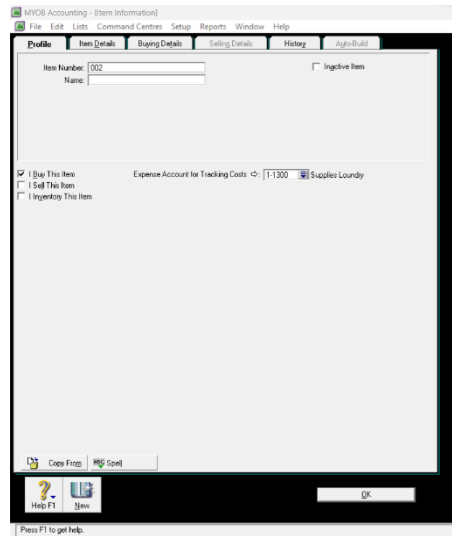 MYOB Accounting - [Item Information]
File Edit Lists Command Centres Setup Reports Window Help
Profile Item Details Buying Details Selling Details History Auto-Build
Item Number: 002 Inactive Item
Name:
I Buy This Item Expense Account for Tracking Costs 1-1300 Supplies Loundry
I Sell This Item
I Inventory This Item
Copy From ABC Spell
Help F1 New OK
Press F1 to get help.